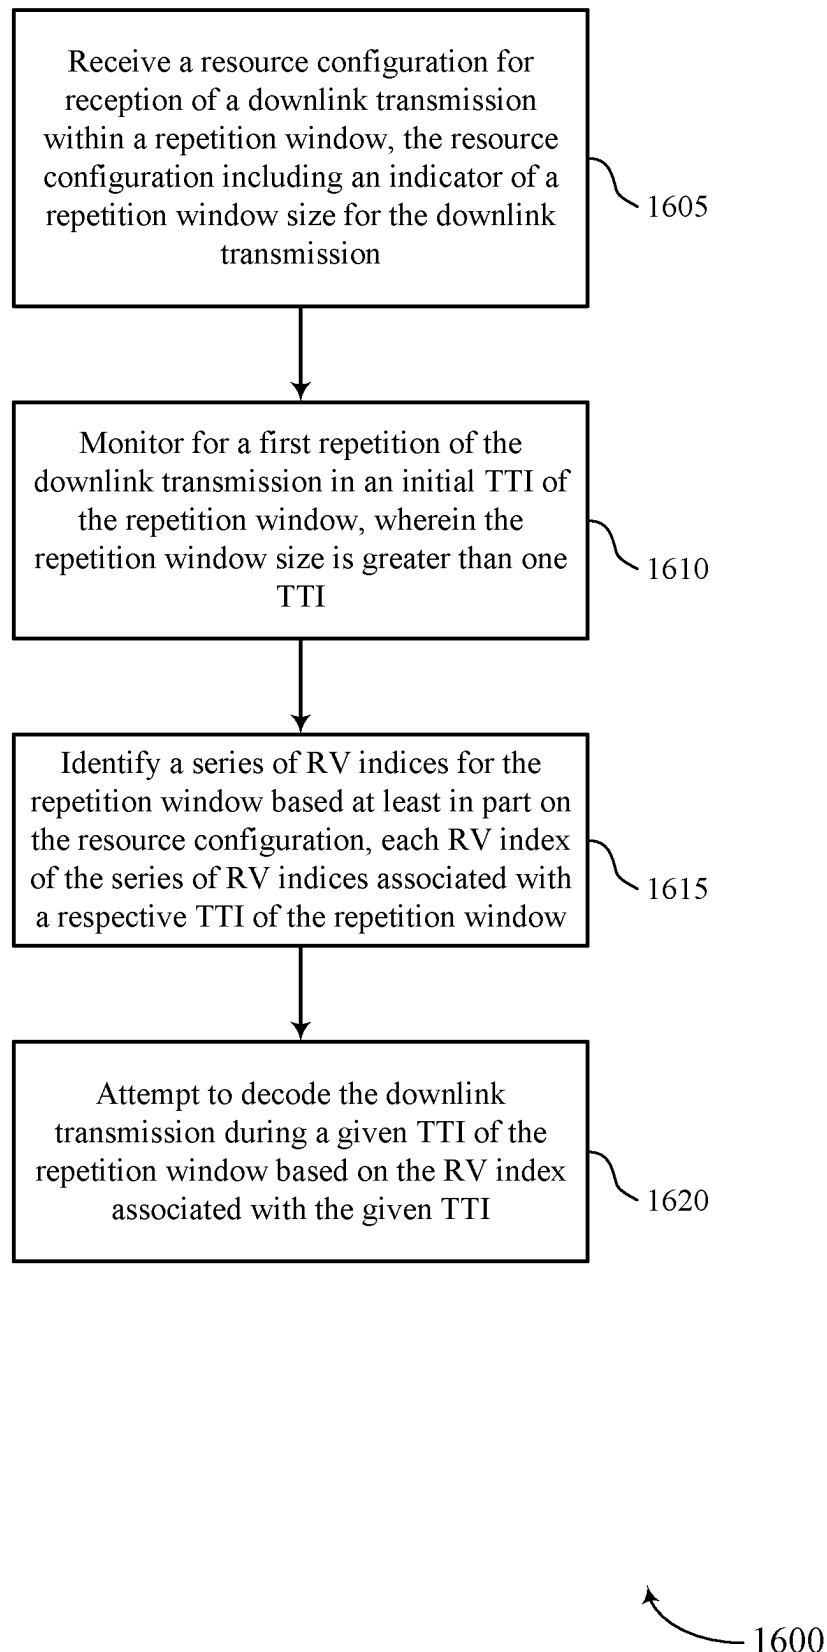 Receive a resource configuration for
reception of a downlink transmission
within a repetition window, the resource
configuration including an indicator of a
repetition window size for the downlink
transmission
1605
Monitor for a first repetition of the
downlink transmission in an initial TTI of
the repetition window, wherein the
repetition window size is greater than one
TTI
1610
Identify a series of RV indices for the
repetition window based at least in part on
the resource configuration, each RV index
of the series of RV indices associated with
a respective TTI of the repetition window
1615
Attempt to decode the downlink
transmission during a given TTI of the
repetition window based on the RV index
associated with the given TTI
1620
1600